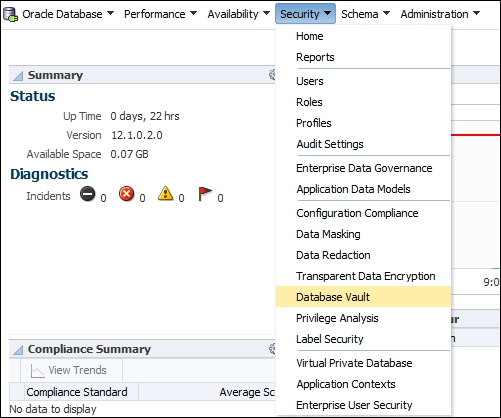 Oracle Database Performance Availability Security Schema Administration
Summary
Status
Up Time 0 days, 22 hrs
Version 12.1.0.2.0
Available Space 0.07 GB
Diagnostics
Incidents 0 0 0 0
Compliance Summary
View Trends
Compliance Standard Average Sc
No data to display
Home
Reports
Users
Roles
Profiles
Audit Settings
Enterprise Data Governance
Application Data Models
Configuration Compliance
Data Masking
Data Redaction
Transparent Data Encryption
Database Vault
Privilege Analysis
Label Security
Virtual Private Database
Application Contexts
Enterprise User Security
9:0
ur
n